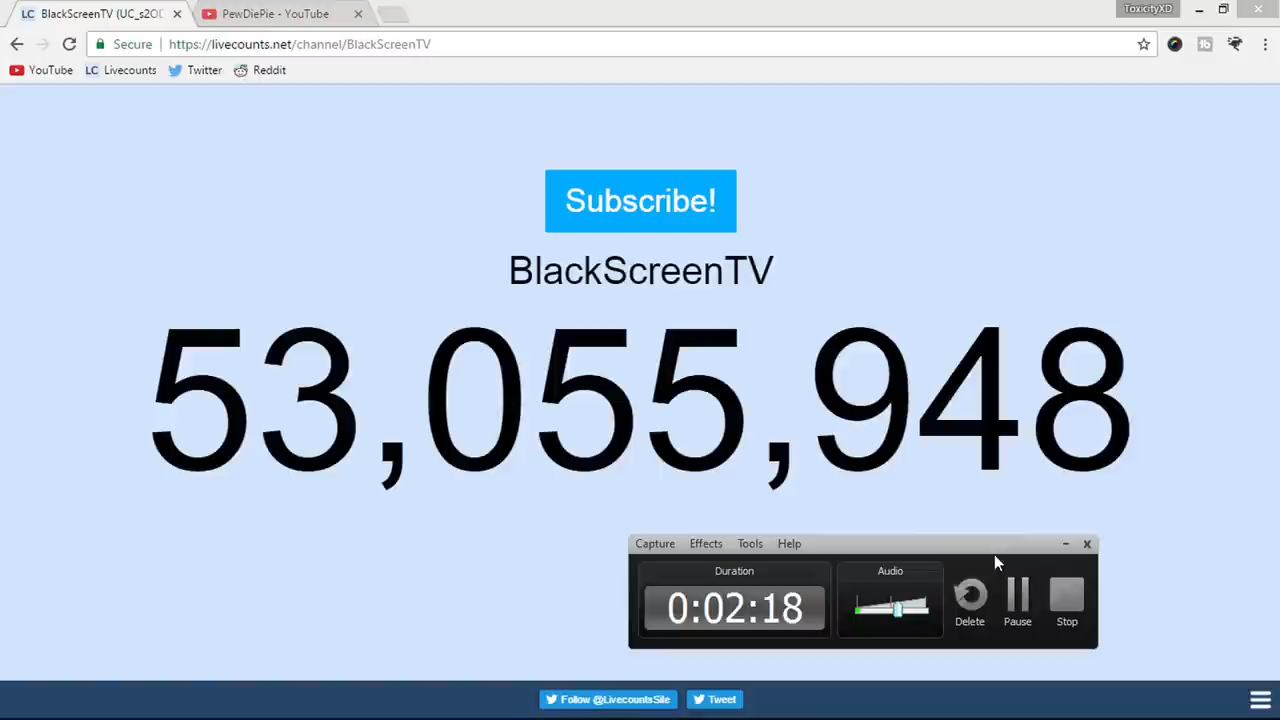 BlackScreenTV (UC_s2OD
PewDiePie - YouTube
ToxicityXD
Secure
https://livecounts.net/channel/BlackScreenTV
YouTube
LC
Livecounts
Twitter
Reddit
Subscribe!
BlackScreenTV
53,055,948
Capture Effects Tools Help
Duration
Audio
0:02:18
Delete
Pause
Stop
Follow @LivecountsSite
Tweet